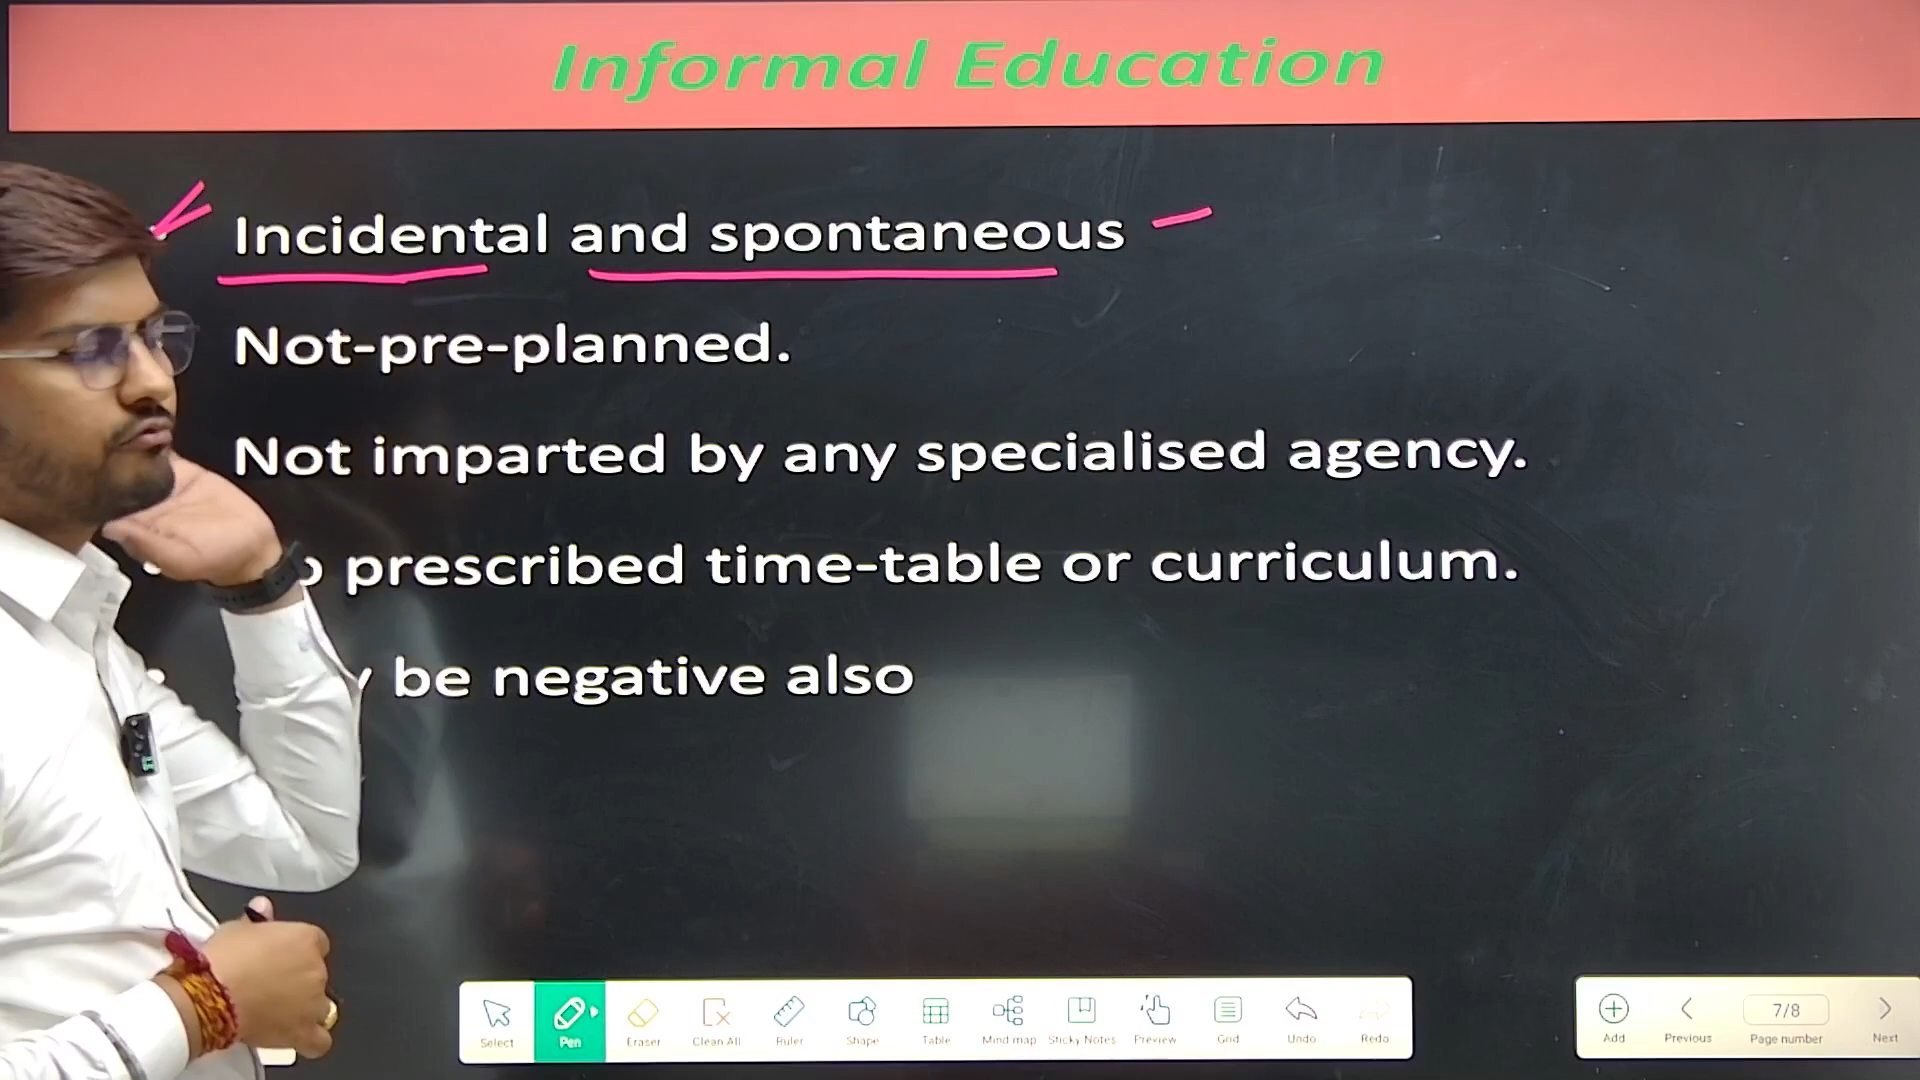 Informal Education
Incidental and spontaneous
Not-pre-planned.
Not imparted by any specialised agency.
prescribed time-table or curriculum.
be negative also
Select Pen Eraser Clean All Ruler Shape Table Mind map Sticky Notes Preview Grid Undo Redo
Add Previous 7/8 Page number Next